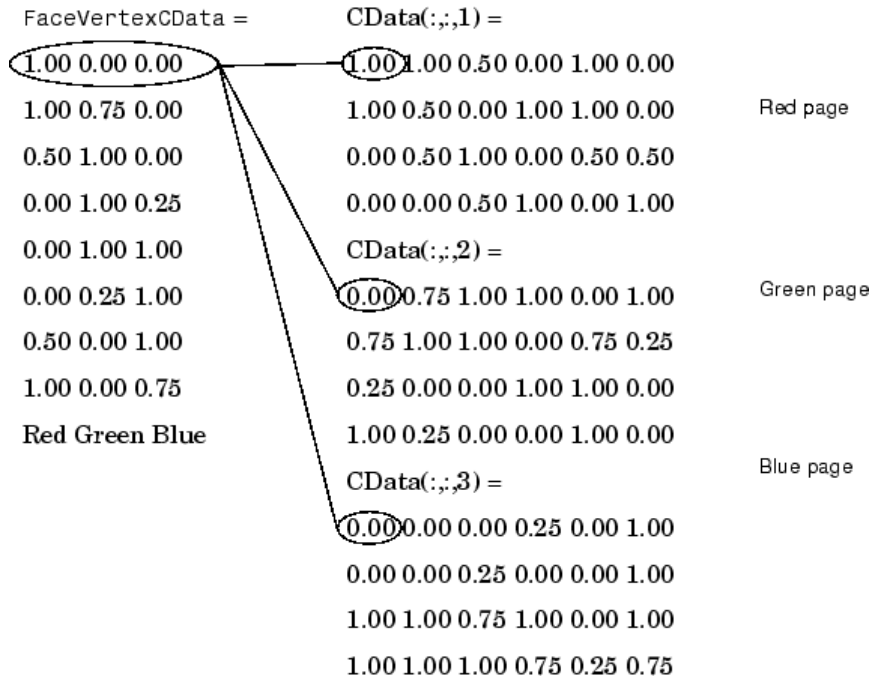 FaceVertexCData =
1.00 0.00 0.00
1.00 0.75 0.00
0.50 1.00 0.00
0.00 1.00 0.25
0.00 1.00 1.00
0.00 0.25 1.00
0.50 0.00 1.00
1.00 0.00 0.75
Red Green Blue
CData(:,:,1) =
1.00 1.00 0.50 0.00 1.00 0.00
1.00 0.50 0.00 1.00 1.00 0.00
0.00 0.50 1.00 0.00 0.50 0.50
0.00 0.00 0.50 1.00 0.00 1.00
Red page
CData(:,:,2) =
0.00 0.75 1.00 1.00 0.00 1.00
0.75 1.00 1.00 0.00 0.75 0.25
0.25 0.00 0.00 1.00 1.00 0.00
1.00 0.25 0.00 0.00 1.00 0.00
Green page
CData(:,:,3) =
0.00 0.00 0.00 0.25 0.00 1.00
0.00 0.00 0.25 0.00 0.00 1.00
1.00 1.00 0.75 1.00 0.00 1.00
1.00 1.00 1.00 0.75 0.25 0.75
Blue page